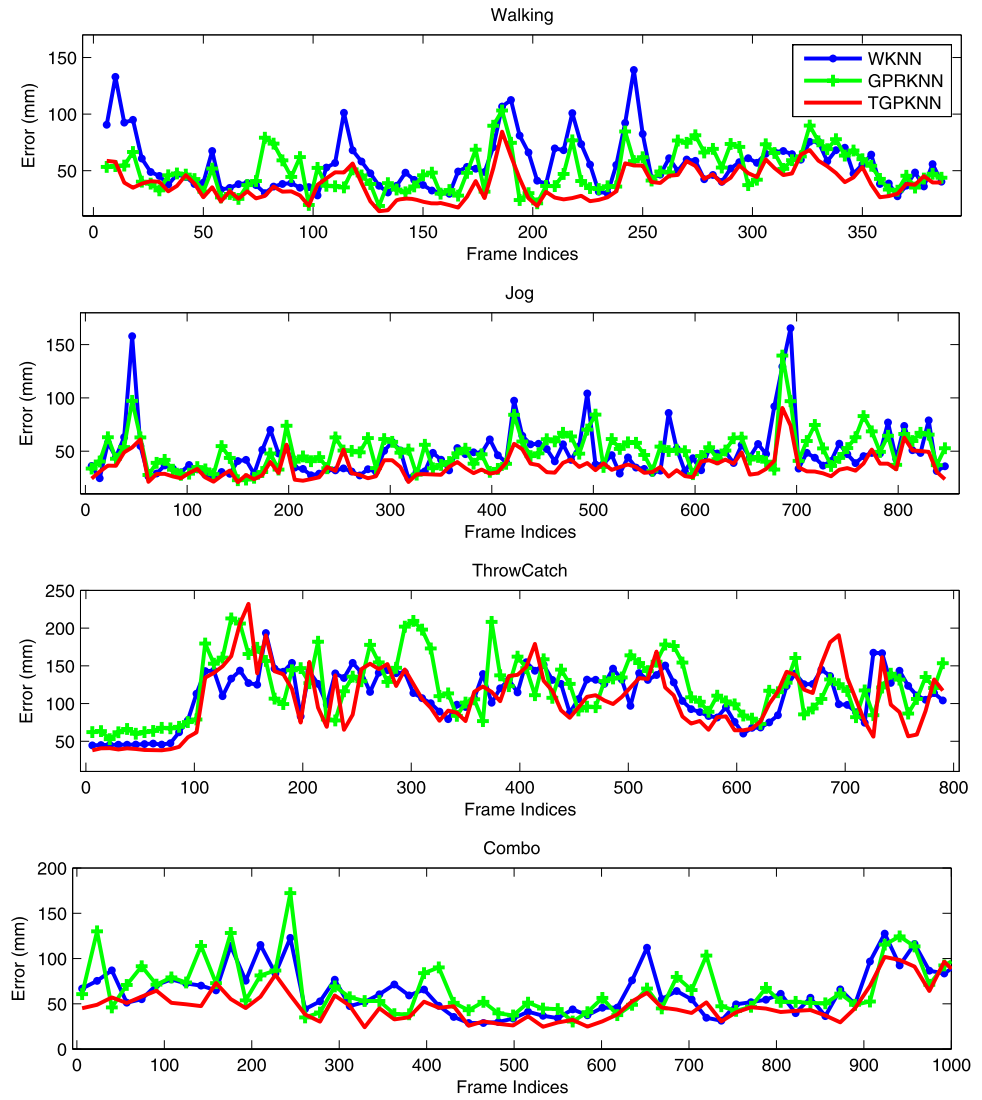 Walking
150
100
50
Error (mm)
WKNN
GPRKNN
TGPKNN
0 50 100 150 200 250 300 350
Frame Indices
Jog
150
100
50
Error (mm)
0 100 200 300 400 500 600 700 800
Frame Indices
ThrowCatch
250
200
150
100
50
Error (mm)
0 100 200 300 400 500 600 700 800
Frame Indices
Combo
200
150
100
50
0
Error (mm)
0 100 200 300 400 500 600 700 800 900 1000
Frame Indices